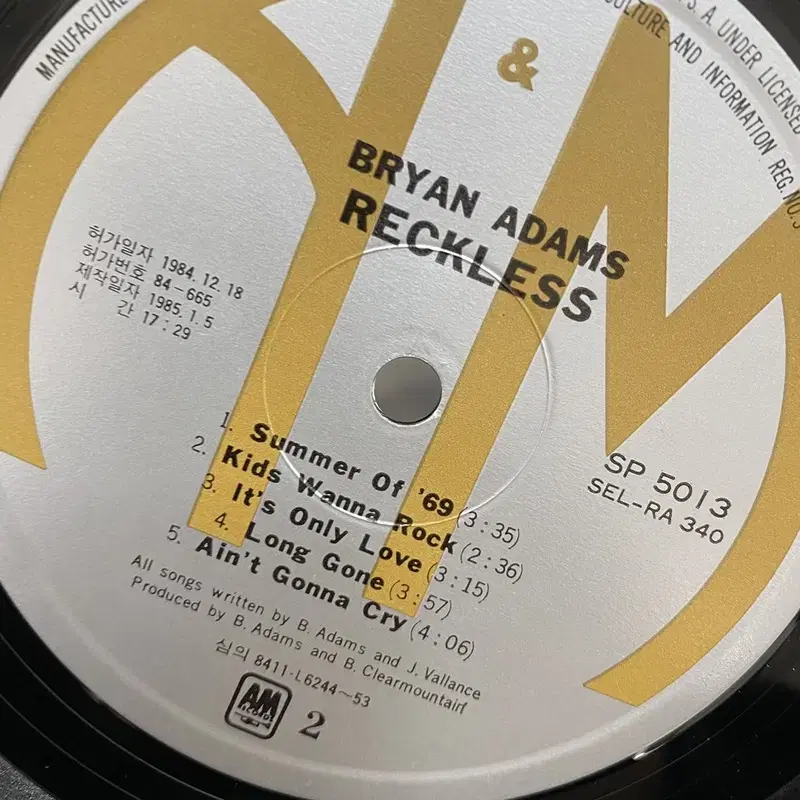 MANUFACTURE
S. A. UNDER LICENSED
CULTURE AND INFORMATION REG. NO.
&
BRYAN ADAMS
RECKLESS
허가일자 1984. 12. 18
허가번호 84-665
제작일자 1985. 1. 5
시 간 17 : 29
SP 5013
SEL-RA 340
1. Summer Of '69 (3 : 35)
2. Kids Wanna Rock (2 : 36)
3. It's Only Love (3 : 15)
4. Long Gone (3 : 57)
5. Ain't Gonna Cry (4 : 06)
All songs written by B. Adams and J. Vallance
Produced by B. Adams and B. Clearmountain
심의 8411-L6244~53
AM
RECORDS
2